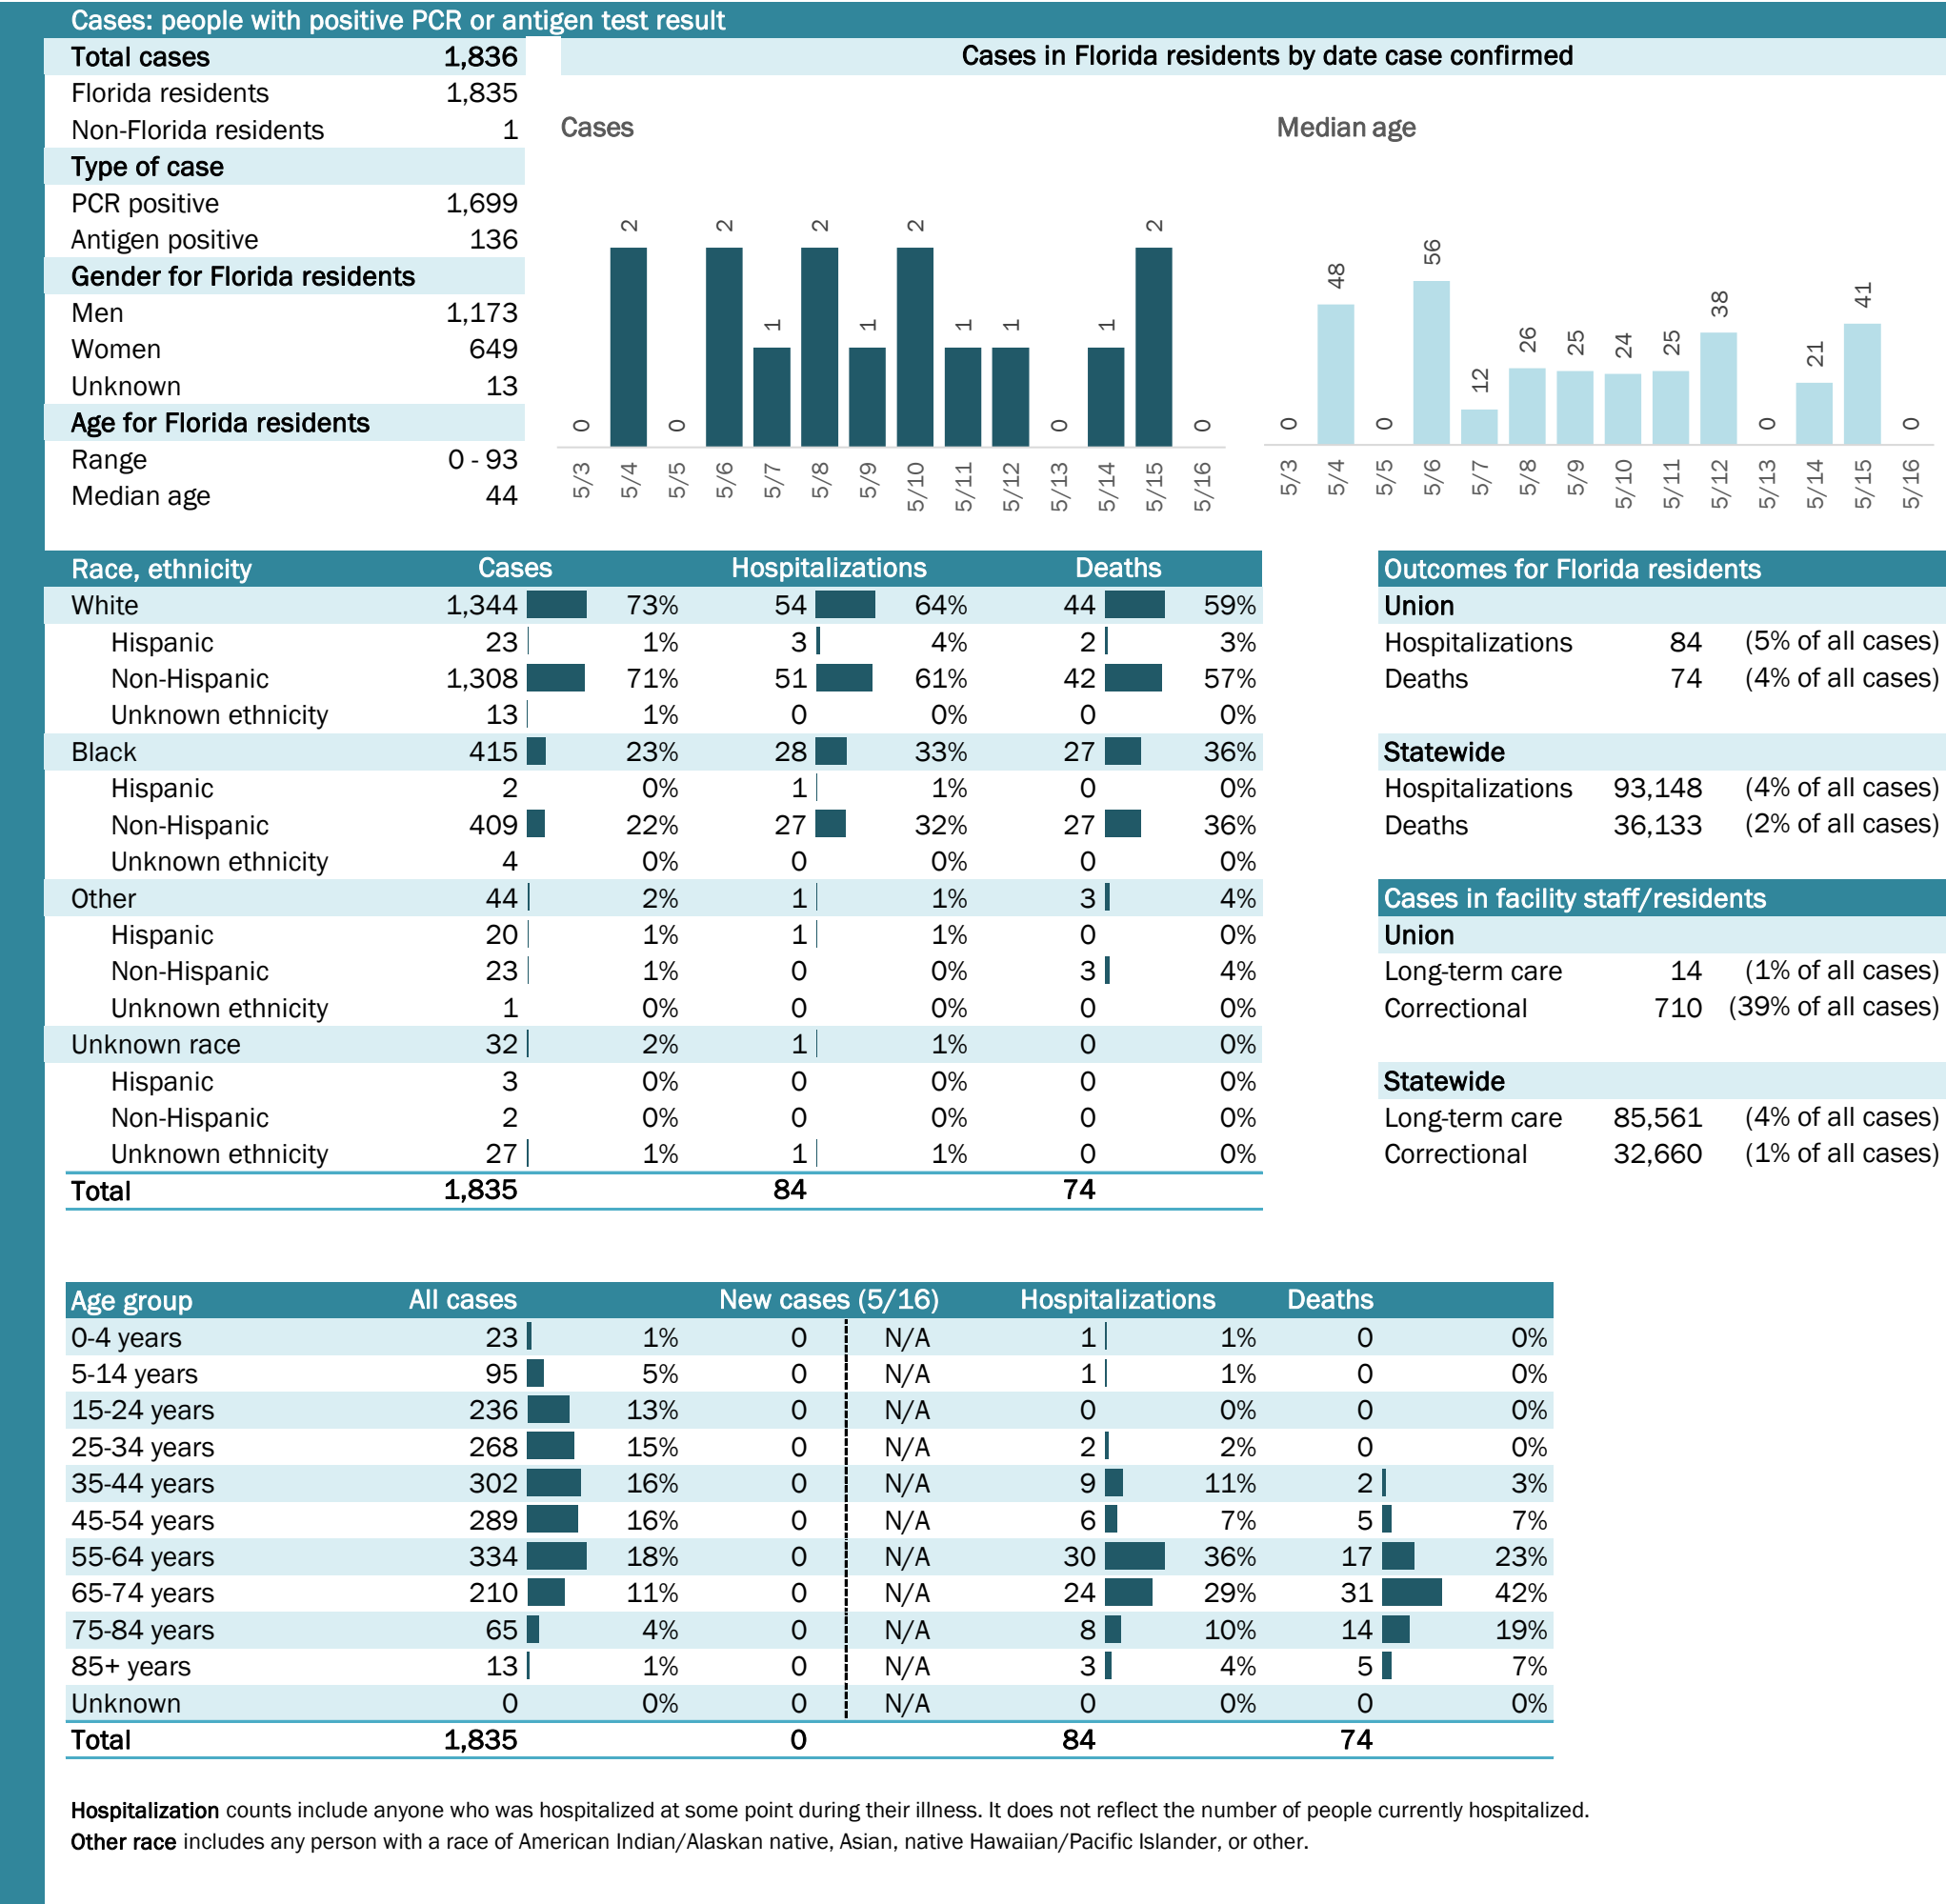 Cases: people with positive PCR or antigen test result
Total cases 1,836
Florida residents 1,835
Non-Florida residents 1
Type of case
PCR positive 1,699
Antigen positive 136
Gender for Florida residents
Men 1,173
Women 649
Unknown 13
Age for Florida residents
Range 0 - 93
Median age 44
Cases in Florida residents by date case confirmed
Cases
0 2 0 2 1 2 1 2 1 1 0 1 2 0
5/3 5/4 5/5 5/6 5/7 5/8 5/9 5/10 5/11 5/12 5/13 5/14 5/15 5/16
Median age
0 48 0 56 12 26 25 24 25 38 0 21 41 0
5/3 5/4 5/5 5/6 5/7 5/8 5/9 5/10 5/11 5/12 5/13 5/14 5/15 5/16
Race, ethnicity Cases Hospitalizations Deaths
White 1,344 73% 54 64% 44 59%
Hispanic 23 1% 3 4% 2 3%
Non-Hispanic 1,308 71% 51 61% 42 57%
Unknown ethnicity 13 1% 0 0% 0 0%
Black 415 23% 28 33% 27 36%
Hispanic 2 0% 1 1% 0 0%
Non-Hispanic 409 22% 27 32% 27 36%
Unknown ethnicity 4 0% 0 0% 0 0%
Other 44 2% 1 1% 3 4%
Hispanic 20 1% 1 1% 0 0%
Non-Hispanic 23 1% 0 0% 3 4%
Unknown ethnicity 1 0% 0 0% 0 0%
Unknown race 32 2% 1 1% 0 0%
Hispanic 3 0% 0 0% 0 0%
Non-Hispanic 2 0% 0 0% 0 0%
Unknown ethnicity 27 1% 1 1% 0 0%
Total 1,835 84 74
Outcomes for Florida residents
Union
Hospitalizations 84 (5% of all cases)
Deaths 74 (4% of all cases)
Statewide
Hospitalizations 93,148 (4% of all cases)
Deaths 36,133 (2% of all cases)
Cases in facility staff/residents
Union
Long-term care 14 (1% of all cases)
Correctional 710 (39% of all cases)
Statewide
Long-term care 85,561 (4% of all cases)
Correctional 32,660 (1% of all cases)
Age group All cases New cases (5/16) Hospitalizations Deaths
0-4 years 23 1% 0 N/A 1 1% 0 0%
5-14 years 95 5% 0 N/A 1 1% 0 0%
15-24 years 236 13% 0 N/A 0 0% 0 0%
25-34 years 268 15% 0 N/A 2 2% 0 0%
35-44 years 302 16% 0 N/A 9 11% 2 3%
45-54 years 289 16% 0 N/A 6 7% 5 7%
55-64 years 334 18% 0 N/A 30 36% 17 23%
65-74 years 210 11% 0 N/A 24 29% 31 42%
75-84 years 65 4% 0 N/A 8 10% 14 19%
85+ years 13 1% 0 N/A 3 4% 5 7%
Unknown 0 0% 0 N/A 0 0% 0 0%
Total 1,835 0 84 74
Hospitalization counts include anyone who was hospitalized at some point during their illness. It does not reflect the number of people currently hospitalized.
Other race includes any person with a race of American Indian/Alaskan native, Asian, native Hawaiian/Pacific Islander, or other.